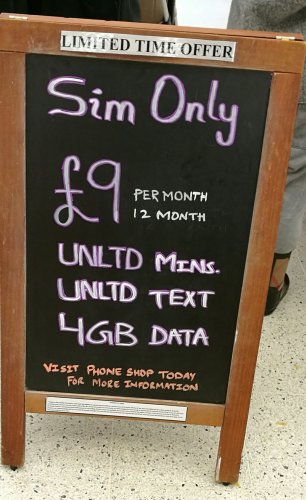 LIMITED TIME OFFER
Sim Only
£9 PER MONTH
12 MONTH
UNLTD MINS.
UNLTD TEXT
4GB DATA
VISIT PHONE SHOP TODAY
FOR MORE INFORMATION